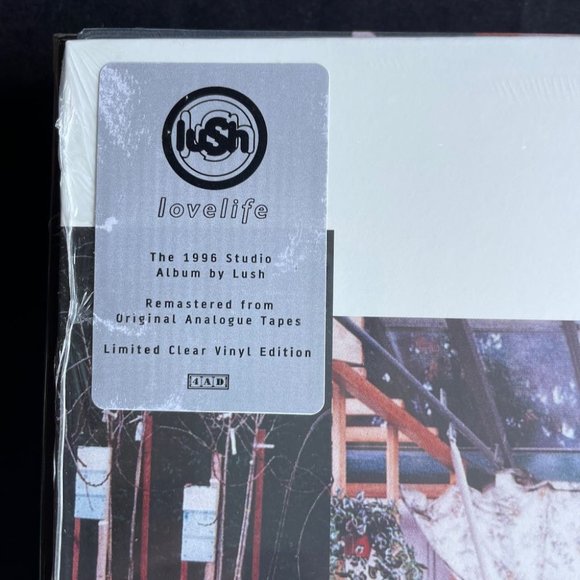 lush
lovelife
The 1996 Studio
Album by Lush
Remastered from
Original Analogue Tapes
Limited Clear Vinyl Edition
4AD